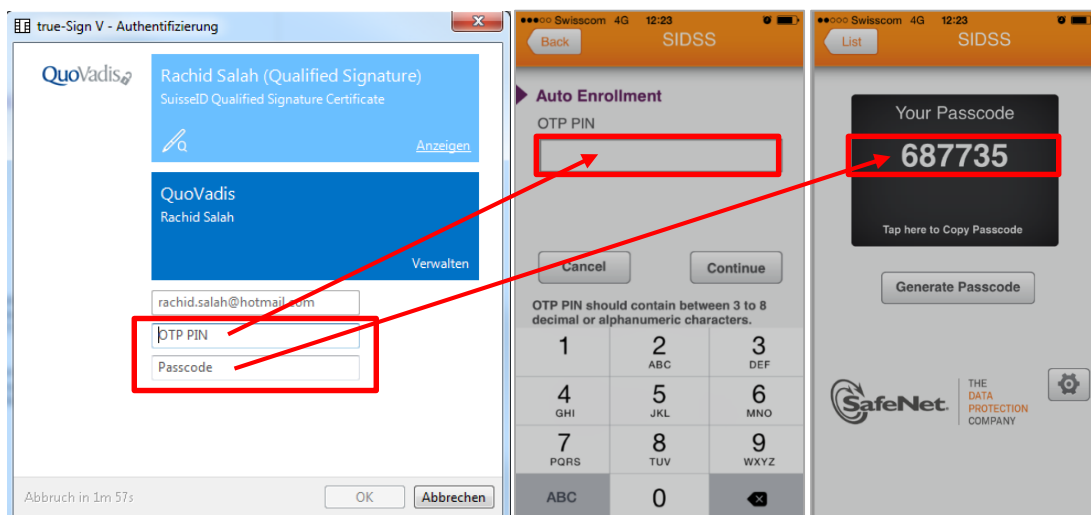 true-Sign V - Authentifizierung
QuoVadis
Rachid Salah (Qualified Signature)
SuisseID Qualified Signature Certificate
Anzeigen
QuoVadis
Rachid Salah
Verwalten
rachid.salah@hotmail.com
OTP PIN
Passcode
Abbruch in 1m 57s
OK
Abbrechen
Swisscom 4G 12:23
Back
SIDSS
Auto Enrollment
OTP PIN
Cancel
Continue
OTP PIN should contain between 3 to 8
decimal or alphanumeric characters.
1 2 3
ABC DEF
4 5 6
GHI JKL MNO
7 8 9
PQRS TUV WXYZ
ABC 0
Swisscom 4G 12:23
List
SIDSS
Your Passcode
687735
Tap here to Copy Passcode
Generate Passcode
SafeNet.
THE
DATA
PROTECTION
COMPANY